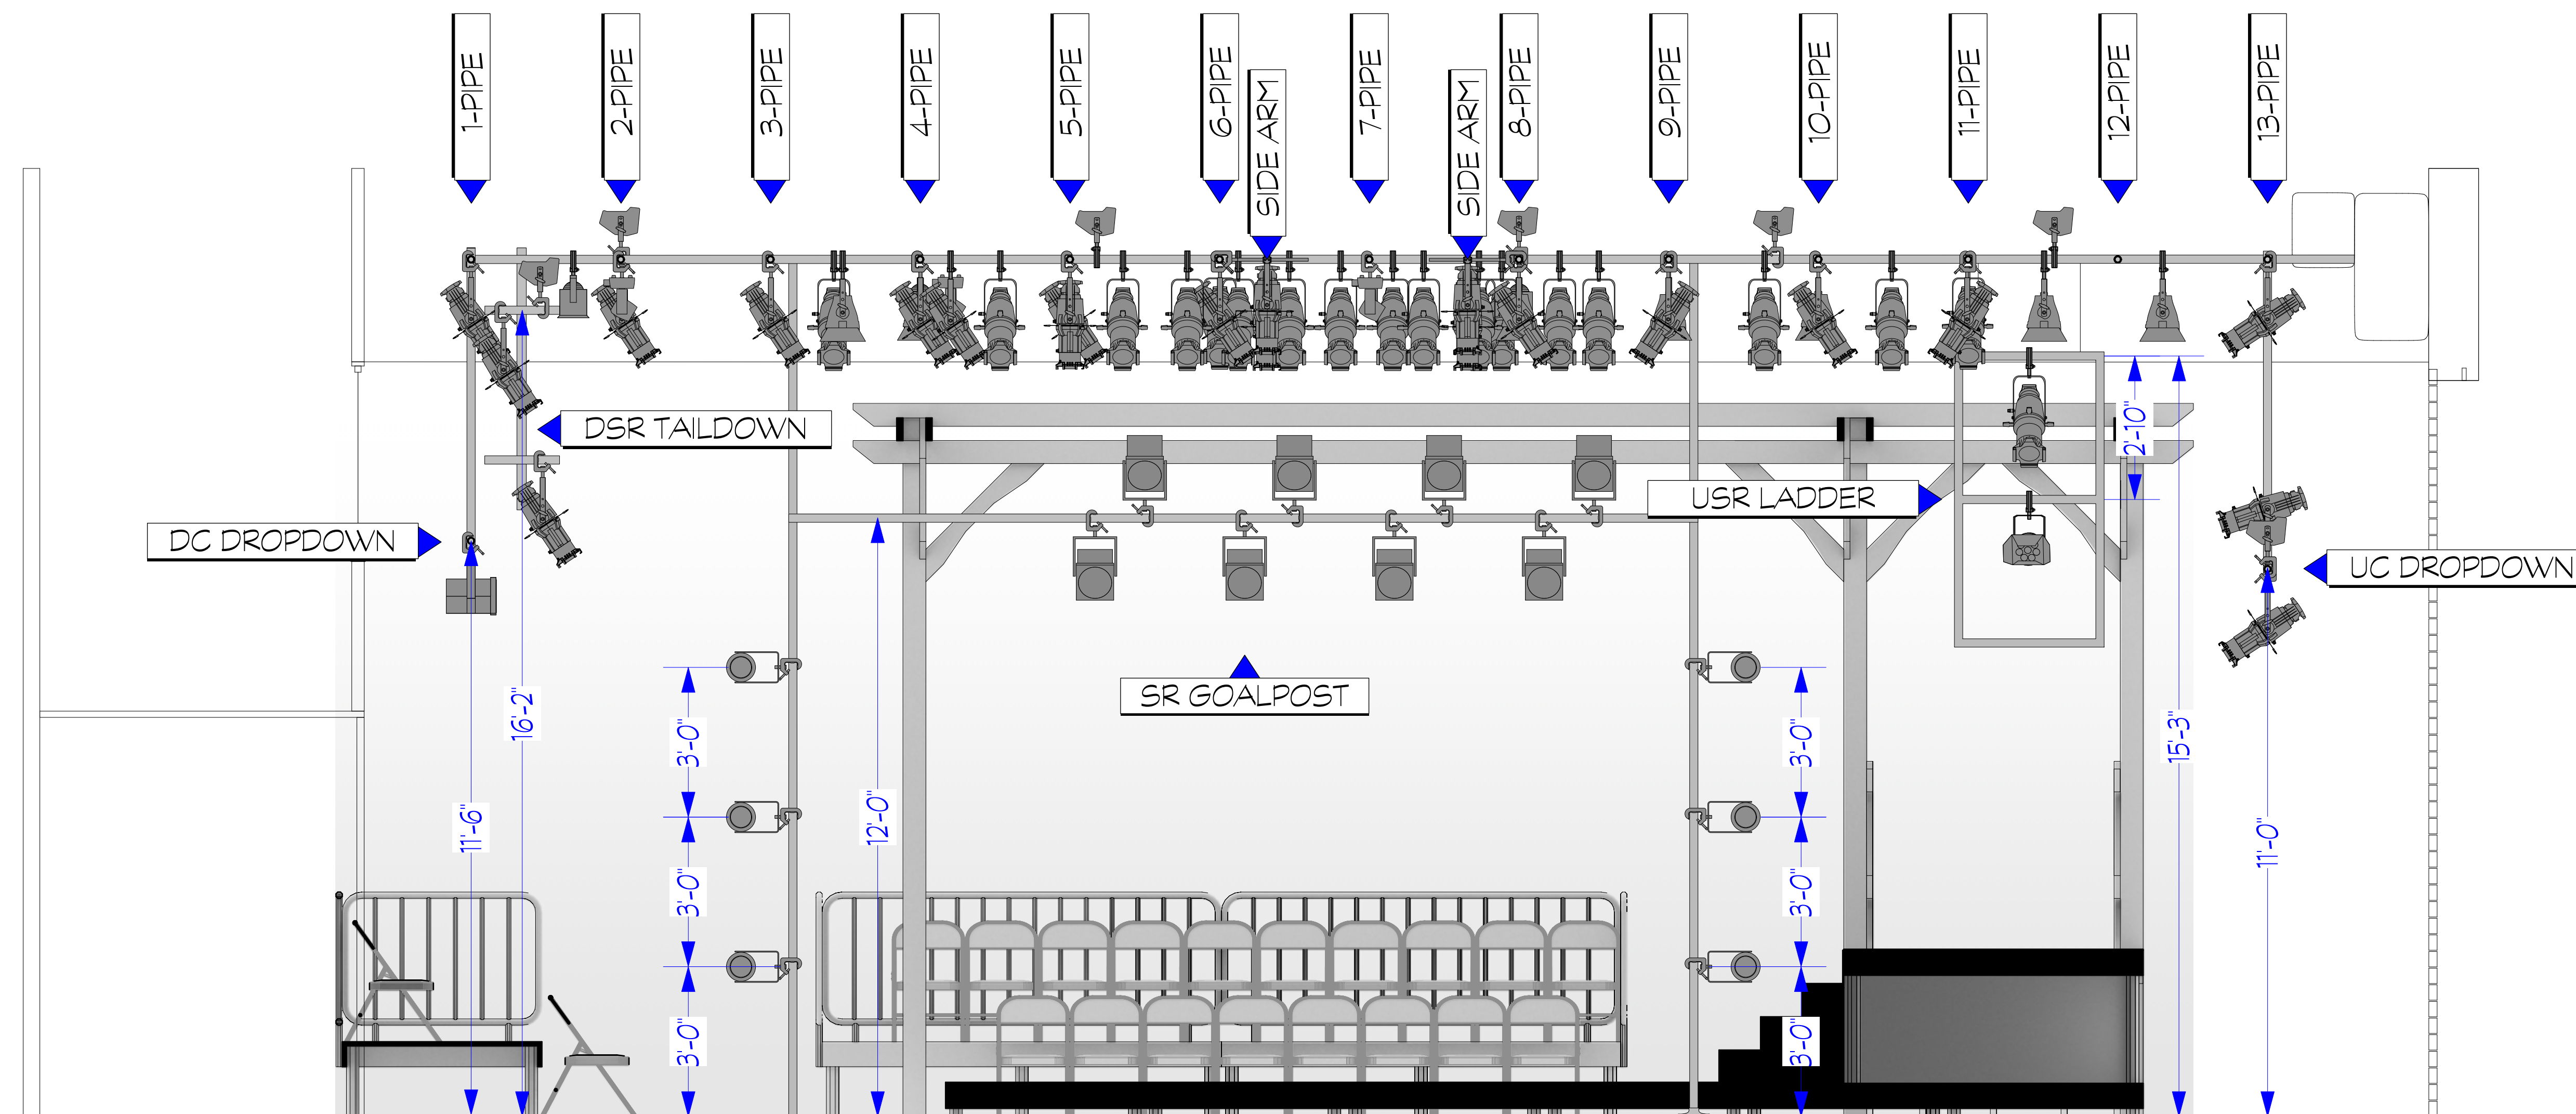 1-PIPE
2-PIPE
3-PIPE
4-PIPE
5-PIPE
6-PIPE
SIDE ARM
7-PIPE
SIDE ARM
8-PIPE
9-PIPE
10-PIPE
11-PIPE
12-PIPE
13-PIPE
DSR TAILDOWN
2'-10"
USR LADDER
DC DROPDOWN
UC DROPDOWN
SR GOALPOST
16'-2"
3'-0"
3'-0"
15'-3"
11'-6"
12'-0"
11'-0"
3'-0"
3'-0"
3'-0"
3'-0"